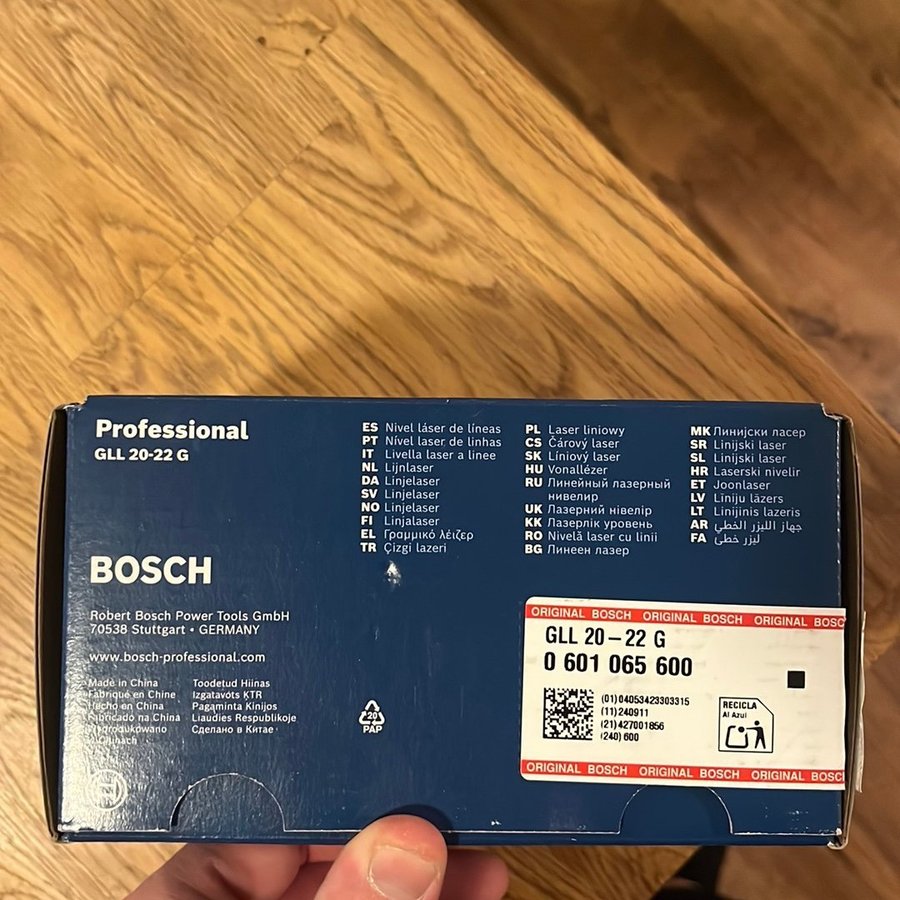 Professional
GLL 20-22 G
BOSCH
Robert Bosch Power Tools GmbH
70538 Stuttgart • GERMANY
www.bosch-professional.com
Made in China
Fabriqué en Chine
Hecho en China
Fabricado na China
Wyprodukowano
w Chinach
Toodetud Hiinas
Izgatavots ĶTR
Pagaminta Kinijos
Liaudies Respublikoje
Сделано в Китае
ES Nivel láser de líneas
PT Nível laser de linhas
IT Livella laser a linee
NL Lijnlaser
DA Linjelaser
SV Linjelaser
NO Linjelaser
FI Linjalaser
EL Γραμμικό λέιζερ
TR Çizgi lazeri
PL Laser liniowy
CS Čárový laser
SK Líniový laser
HU Vonallézer
RU Линейный лазерный
нивелир
UK Лазерний нівелір
KK Лазерлік уровень
RO Nivelă laser cu linii
BG Линеен лазер
MK Линијски ласер
SR Linijski laser
SL Linijski laser
HR Laserski nivelir
ET Joonlaser
LV Liniju lāzers
LT Linijinis lazeris
AR جهاز الليزر الخطي
FA لیزر خطی
20
PAP
ORIGINAL BOSCH ORIGINAL BOSCH ORIGINAL BOSC
GLL 20-22 G
0 601 065 600
(01)04053423303315
(11)240911
(21)427001856
(240)600
RECICLA
Al Azul
ORIGINAL BOSCH ORIGINAL BOSCH ORIGINAL BOSCH